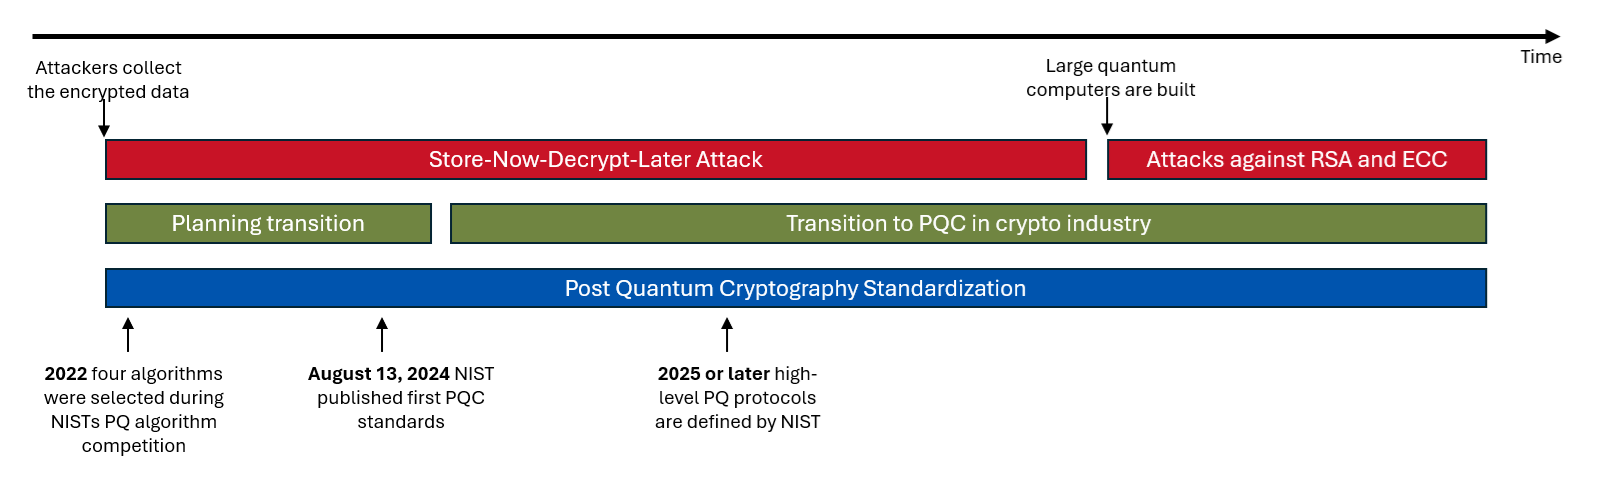 Time
Attackers collect
the encrypted data
Large quantum
computers are built
Store-Now-Decrypt-Later Attack
Attacks against RSA and ECC
Planning transition
Transition to PQC in crypto industry
Post Quantum Cryptography Standardization
2022 four algorithms
were selected during
NISTs PQ algorithm
competition
August 13, 2024 NIST
published first PQC
standards
2025 or later high-
level PQ protocols
are defined by NIST